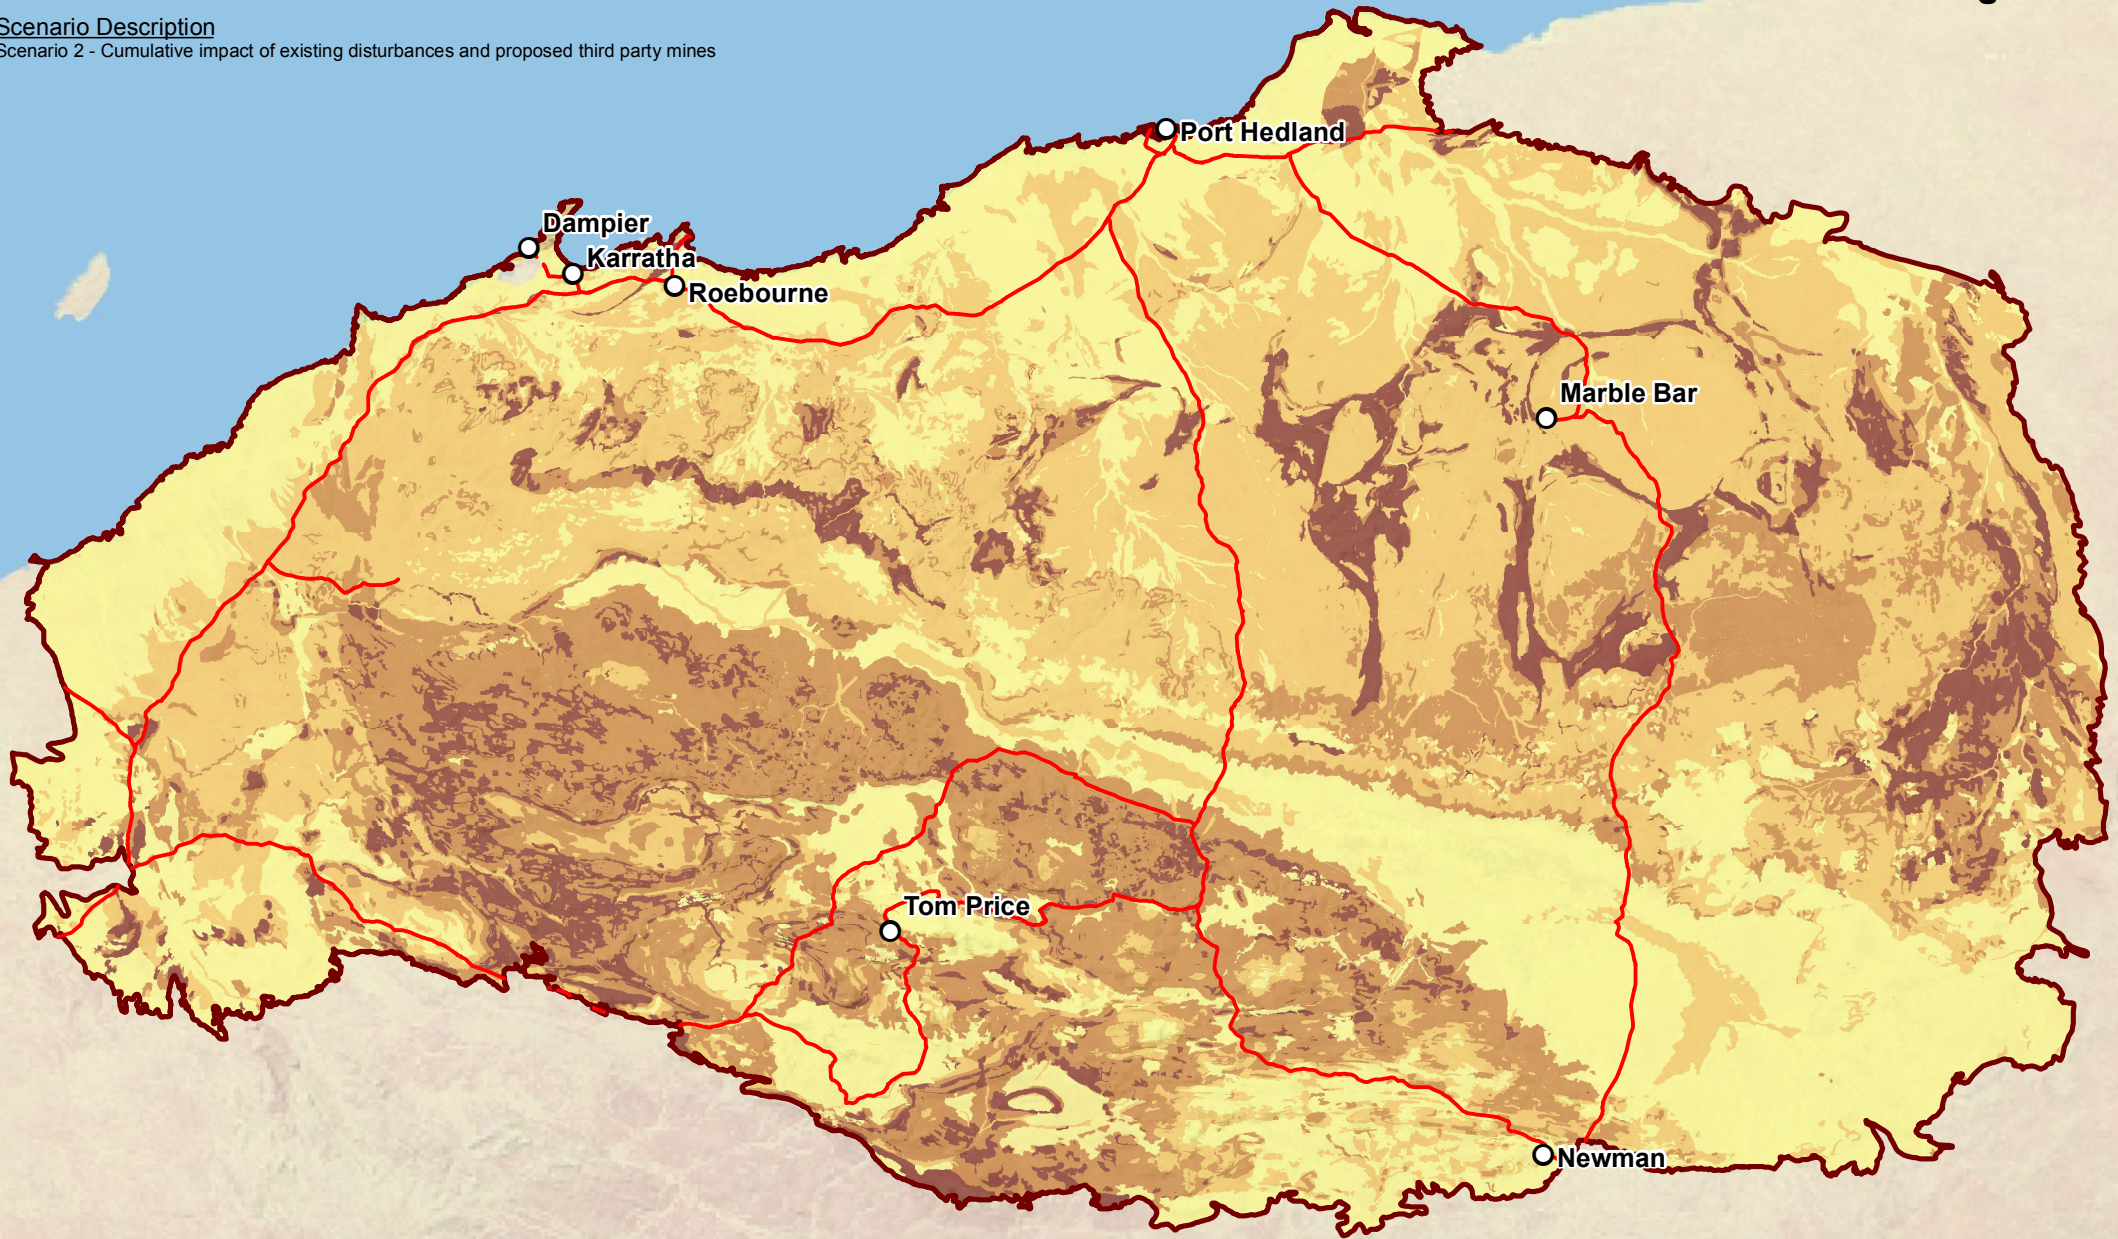 Scenario Description
Scenario 2 - Cumulative impact of existing disturbances and proposed third party mines
Port Hedland
Dampier
Karratha
Roebourne
Marble Bar
Tom Price
Newman